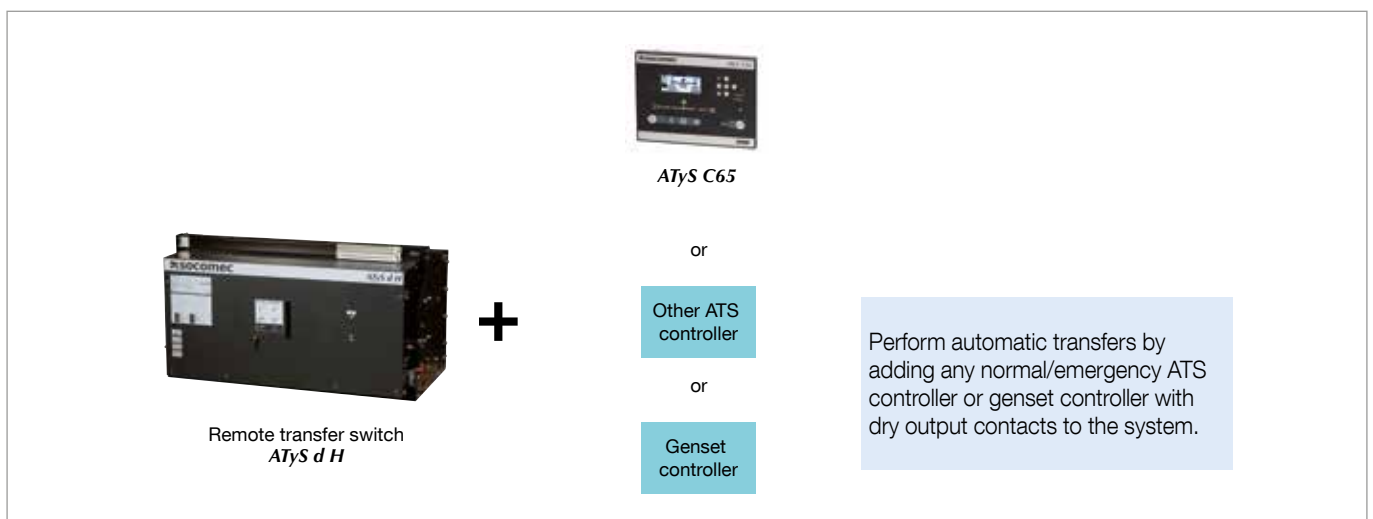 socomec
ATyS C65
or
socomec
ATyS d H
Other ATS
controller
or
Genset
controller
Remote transfer switch
ATyS d H
Perform automatic transfers by
adding any normal/emergency ATS
controller or genset controller with
dry output contacts to the system.